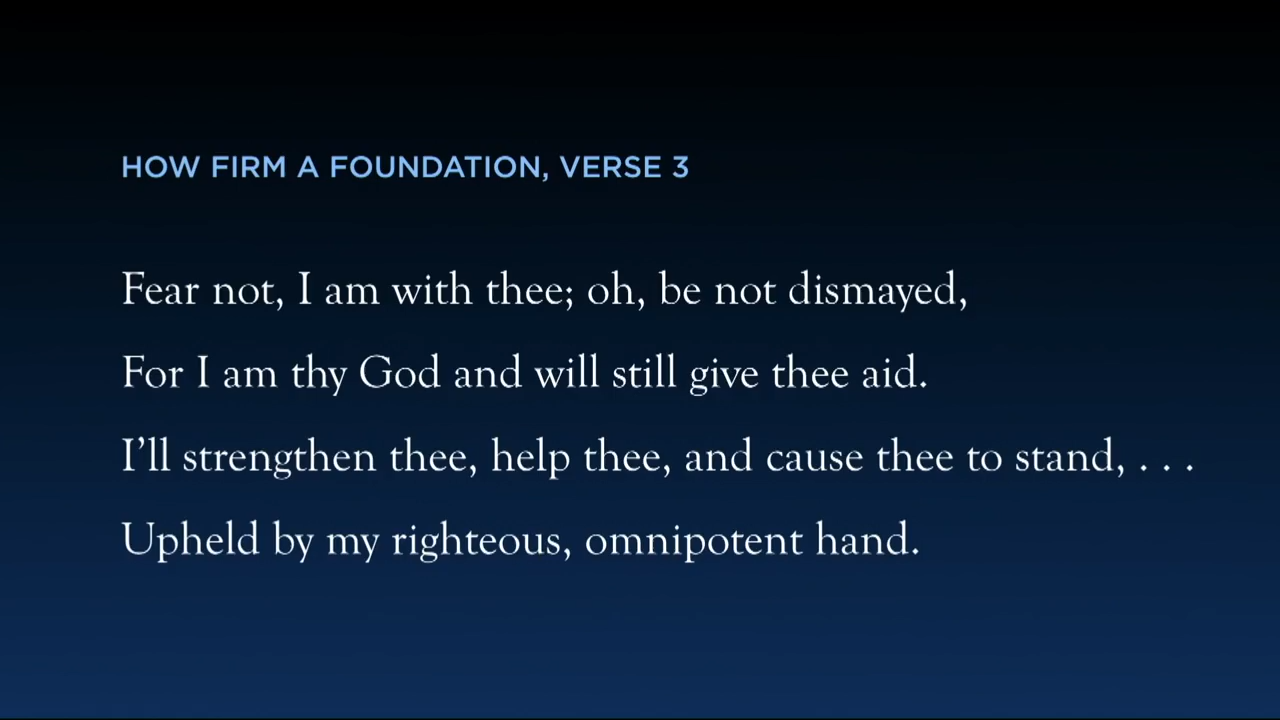 HOW FIRM A FOUNDATION, VERSE 3
Fear not, I am with thee; oh, be not dismayed,
For I am thy God and will still give thee aid.
I’ll strengthen thee, help thee, and cause thee to stand, . . .
Upheld by my righteous, omnipotent hand.